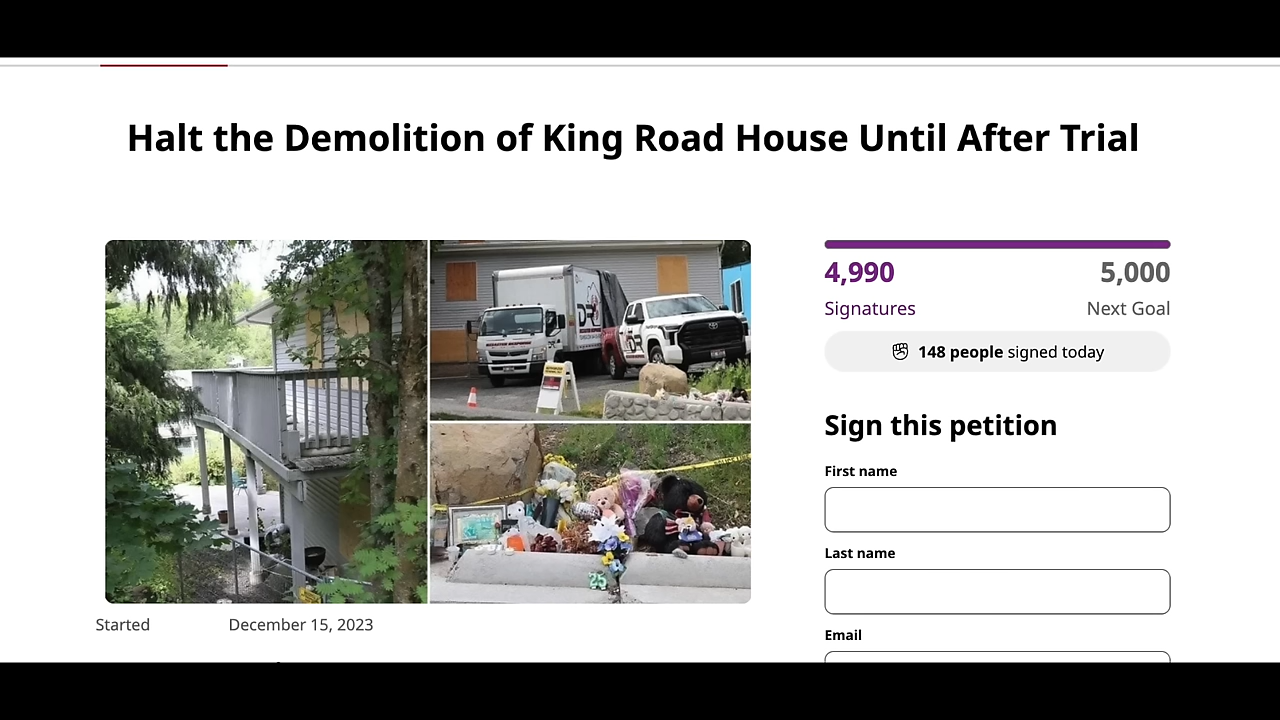 Halt the Demolition of King Road House Until After Trial
4,990
5,000
Signatures
Next Goal
148 people signed today
Sign this petition
First name
Last name
Email
Started
December 15, 2023
25